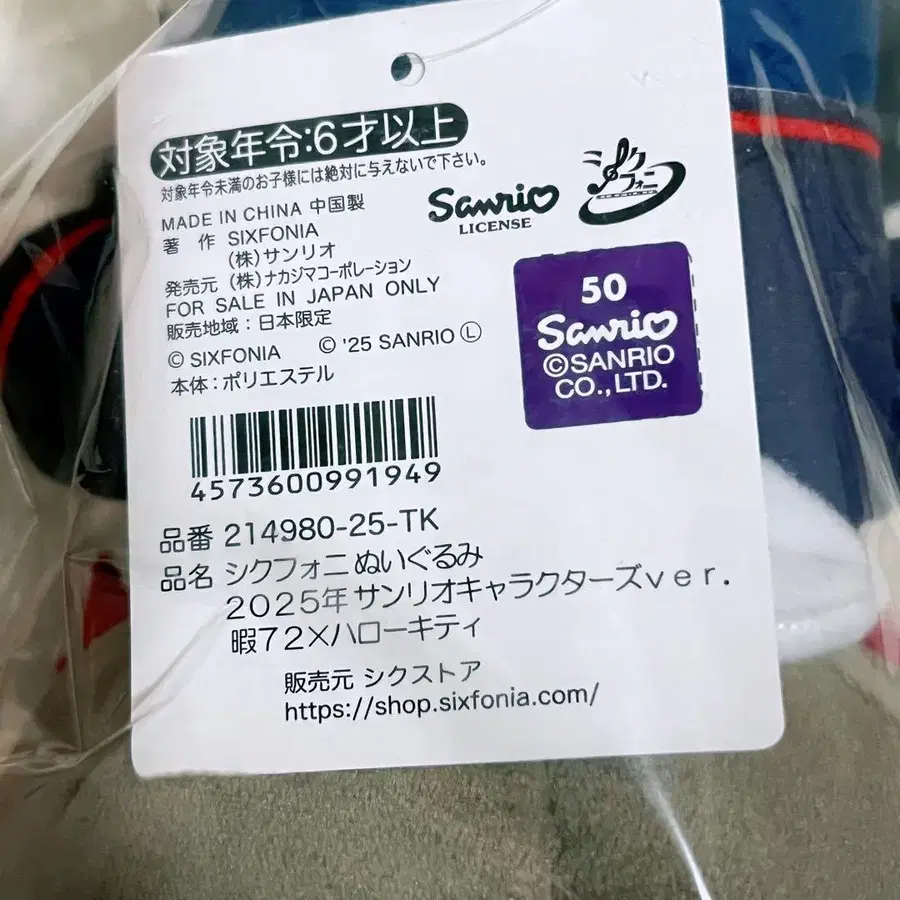 対象年令:6才以上
対象年令未満のお子様には絶対に与えないで下さい。
MADE IN CHINA 中国製
著 作 SIXFONIA
(株)サンリオ
発売元 (株)ナカジマコーポレーション
FOR SALE IN JAPAN ONLY
販売地域:日本限定
© SIXFONIA © '25 SANRIO Ⓛ
本体:ポリエステル
Sanrio
LICENSE
シクフォニ
50
Sanrio
©SANRIO
CO.,LTD.
4573600991949
品番 214980-25-TK
品名 シクフォニ ぬいぐるみ
2025年 サンリオキャラクターズver.
暇72×ハローキティ
販売元 シクストア
https://shop.sixfonia.com/